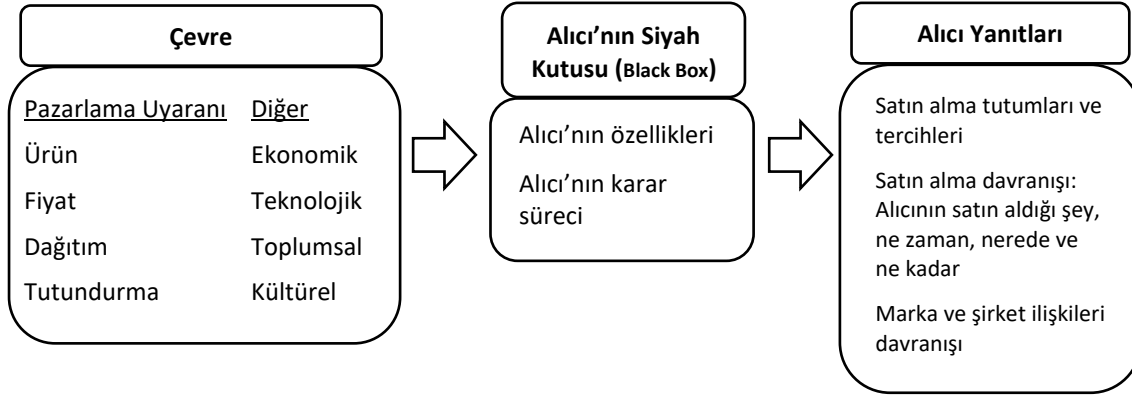 Çevre
Pazarlama Uyaranı Diğer
Ürün Ekonomik
Fiyat Teknolojik
Dağıtım Toplumsal
Tutundurma Kültürel
Alıcı’nın Siyah
Kutusu (Black Box)
Alıcı’nın özellikleri
Alıcı’nın karar
süreci
Alıcı Yanıtları
Satın alma tutumları ve
tercihleri
Satın alma davranışı:
Alıcının satın aldığı şey,
ne zaman, nerede ve
ne kadar
Marka ve şirket ilişkileri
davranışı